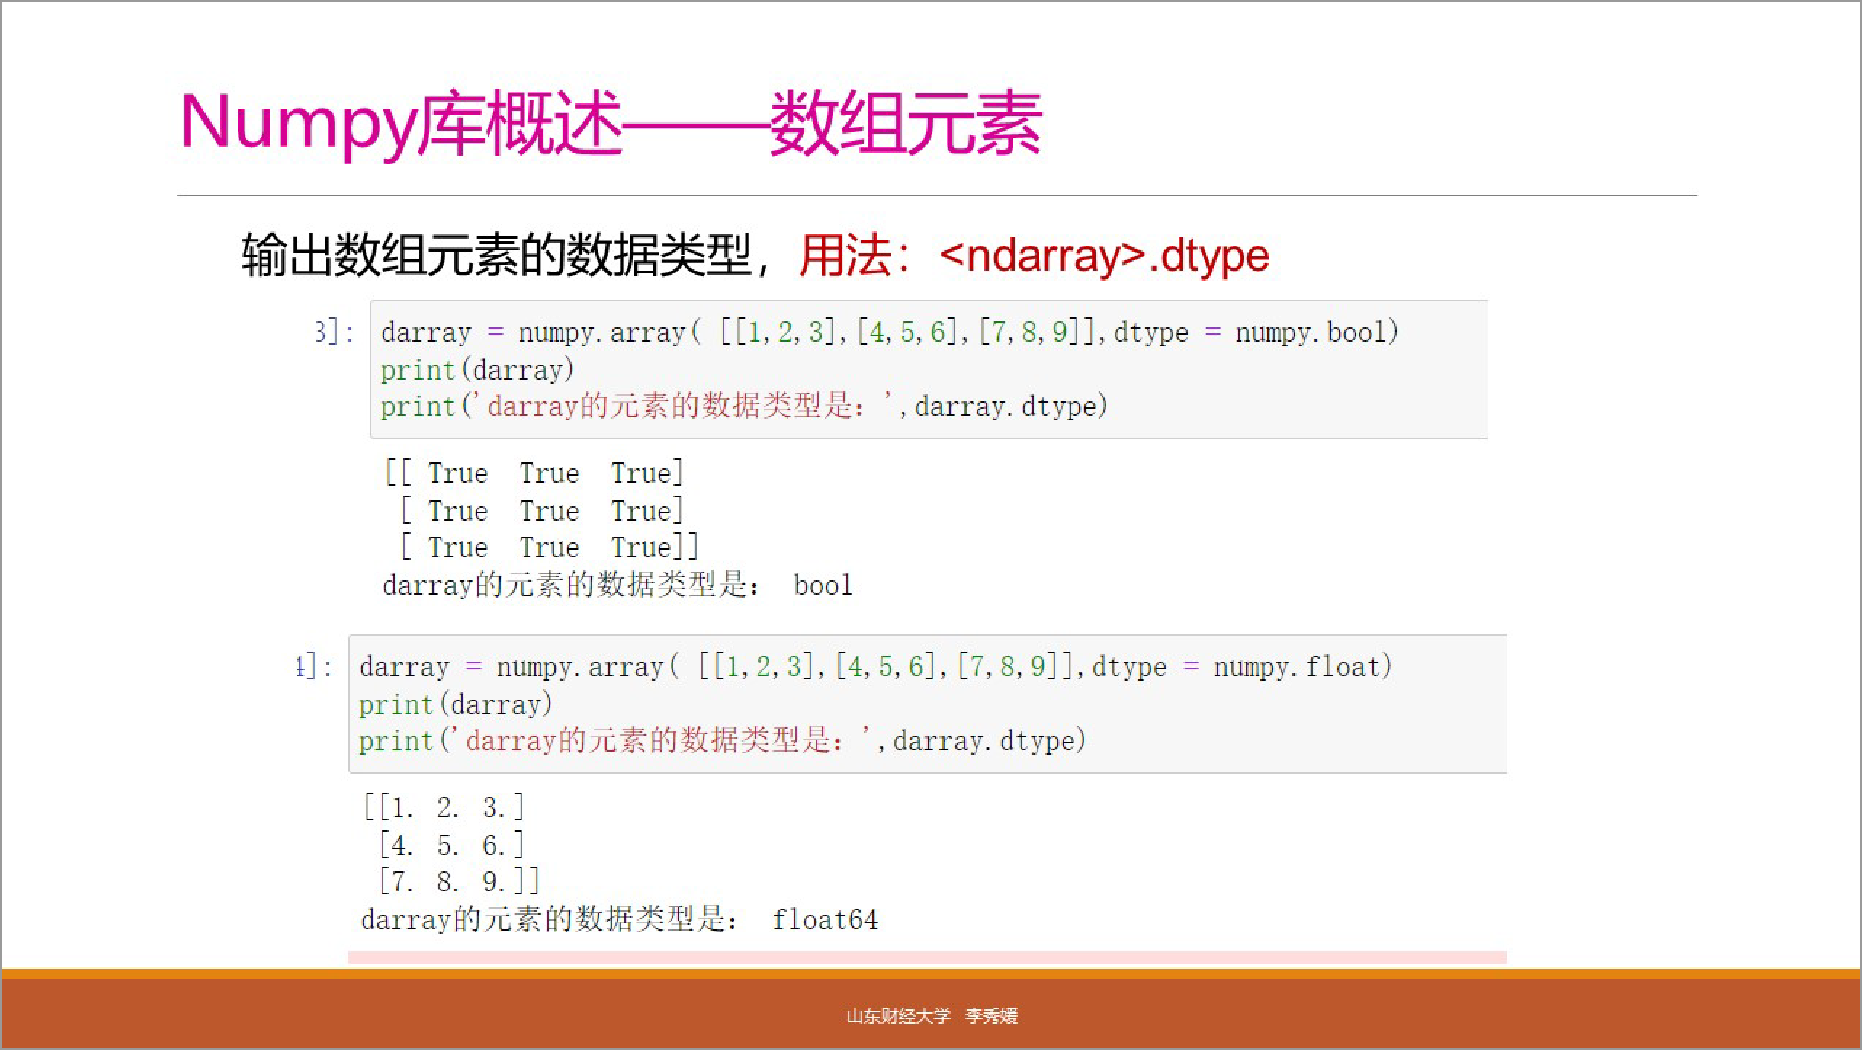 Numpy库概述——数组元素
输出数组元素的数据类型，用法：<ndarray>.dtype
3]: darray = numpy.array( [[1,2,3],[4,5,6],[7,8,9]],dtype = numpy.bool)
print(darray)
print('darray的元素的数据类型是：',darray.dtype)
[[ True  True  True]
 [ True  True  True]
 [ True  True  True]]
darray的元素的数据类型是： bool
4]: darray = numpy.array( [[1,2,3],[4,5,6],[7,8,9]],dtype = numpy.float)
print(darray)
print('darray的元素的数据类型是：',darray.dtype)
[[1. 2. 3.]
 [4. 5. 6.]
 [7. 8. 9.]]
darray的元素的数据类型是： float64
山东财经大学 李秀媛